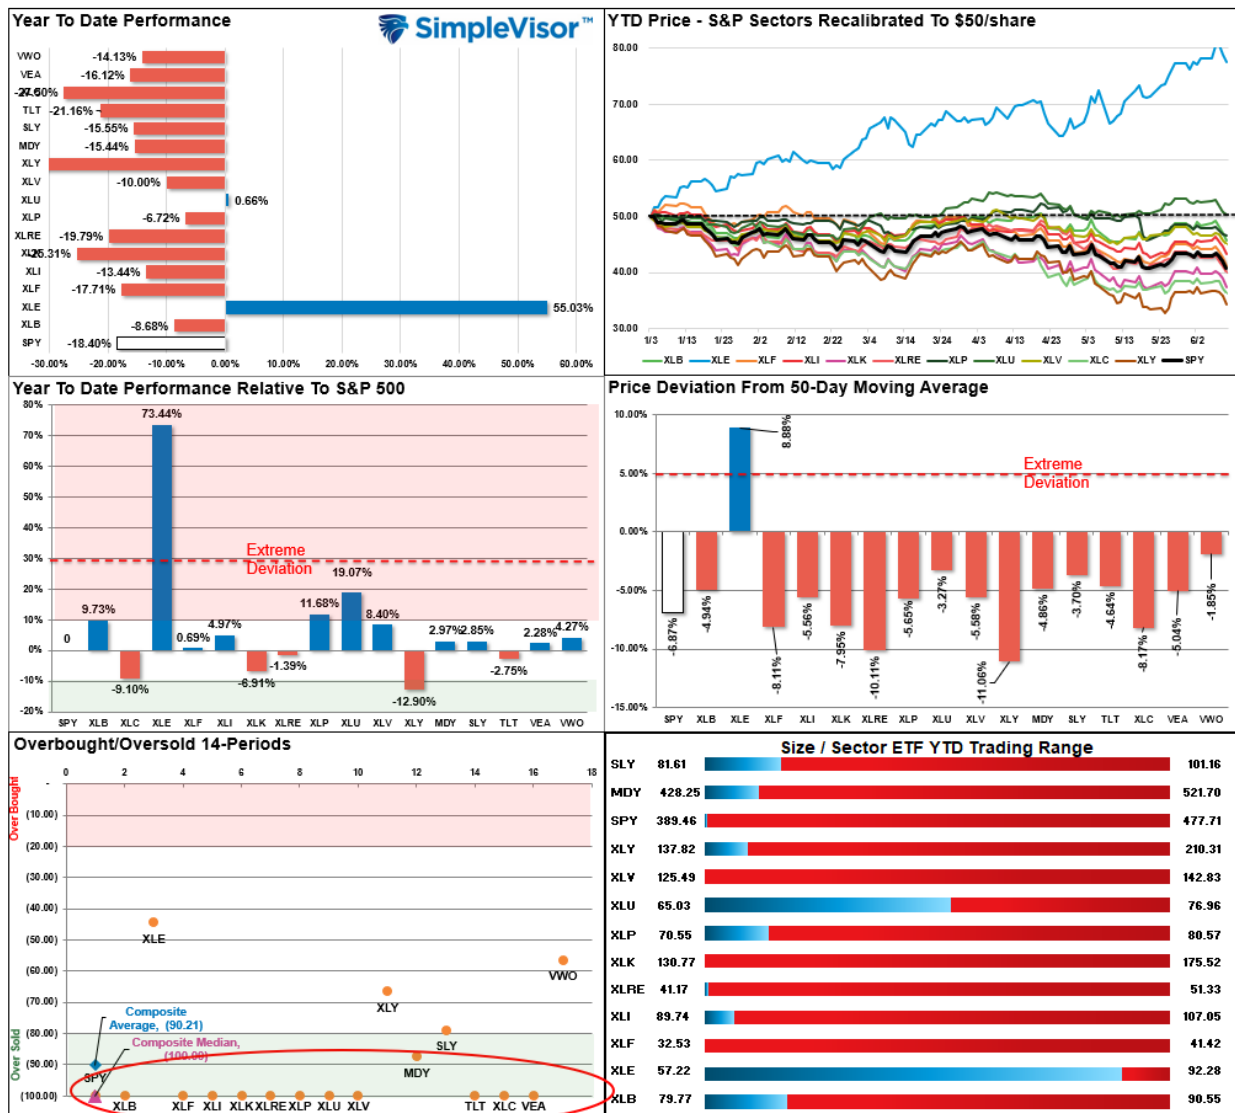 Year To Date Performance
SimpleVisor™
VWO
-14.13%
VEA
-16.12%
XLC
-27.50%
TLT
-21.16%
SLY
-15.55%
MDY
-15.44%
XLY
XLV
-10.00%
XLU
0.66%
XLP
-6.72%
XLRE
-19.79%
XLK
-25.31%
XLI
-13.44%
XLF
-17.71%
XLE
55.03%
XLB
-8.68%
SPY
-18.40%
-30.00% -20.00% -10.00% 0.00% 10.00% 20.00% 30.00% 40.00% 50.00% 60.00%
YTD Price - S&P Sectors Recalibrated To $50/share
80.00
70.00
60.00
50.00
40.00
30.00
1/3 1/13 1/23 2/2 2/12 2/22 3/4 3/14 3/24 4/3 4/13 4/23 5/3 5/13 5/23 6/2
XLB XLE XLF XLI XLK XLRE XLP XLU XLV XLC XLY SPY
Year To Date Performance Relative To S&P 500
80%
70%
60%
50%
40%
30%
20%
10%
0%
-10%
-20%
73.44%
Extreme
Deviation
19.07%
11.68%
9.73%
8.40%
4.97%
4.27%
2.97%
2.85%
2.28%
0.69%
0
-1.39%
-2.75%
-6.91%
-9.10%
-12.90%
SPY XLB XLC XLE XLF XLI XLK XLRE XLP XLU XLV XLY MDY SLY TLT VEA VWO
Price Deviation From 50-Day Moving Average
10.00%
5.00%
0.00%
-5.00%
-10.00%
-15.00%
8.88%
Extreme
Deviation
-6.87%
-4.94%
-8.11%
-5.56%
-7.95%
-10.11%
-5.65%
-3.27%
-5.58%
-11.06%
-4.86%
-3.70%
-4.64%
-8.17%
-5.04%
-1.85%
SPY XLB XLE XLF XLI XLK XLRE XLP XLU XLV XLY MDY SLY TLT XLC VEA VWO
Overbought/Oversold 14-Periods
0 2 4 6 8 10 12 14 16 18
Over Bought
Over Sold
-
(10.00)
(20.00)
(30.00)
(40.00)
(50.00)
(60.00)
(70.00)
(80.00)
(90.00)
(100.00)
XLE
VWO
XLY
Composite
Average, (90.21)
Composite Median,
(100.00)
SLY
MDY
SPY
XLB XLF XLI XLK XLRE XLP XLU XLV TLT XLC VEA
Size / Sector ETF YTD Trading Range
SLY 81.61 101.16
MDY 428.25 521.70
SPY 389.46 477.71
XLY 137.82 210.31
XLV 125.49 142.83
XLU 65.03 76.96
XLP 70.55 80.57
XLK 130.77 175.52
XLRE 41.17 51.33
XLI 89.74 107.05
XLF 32.53 41.42
XLE 57.22 92.28
XLB 79.77 90.55